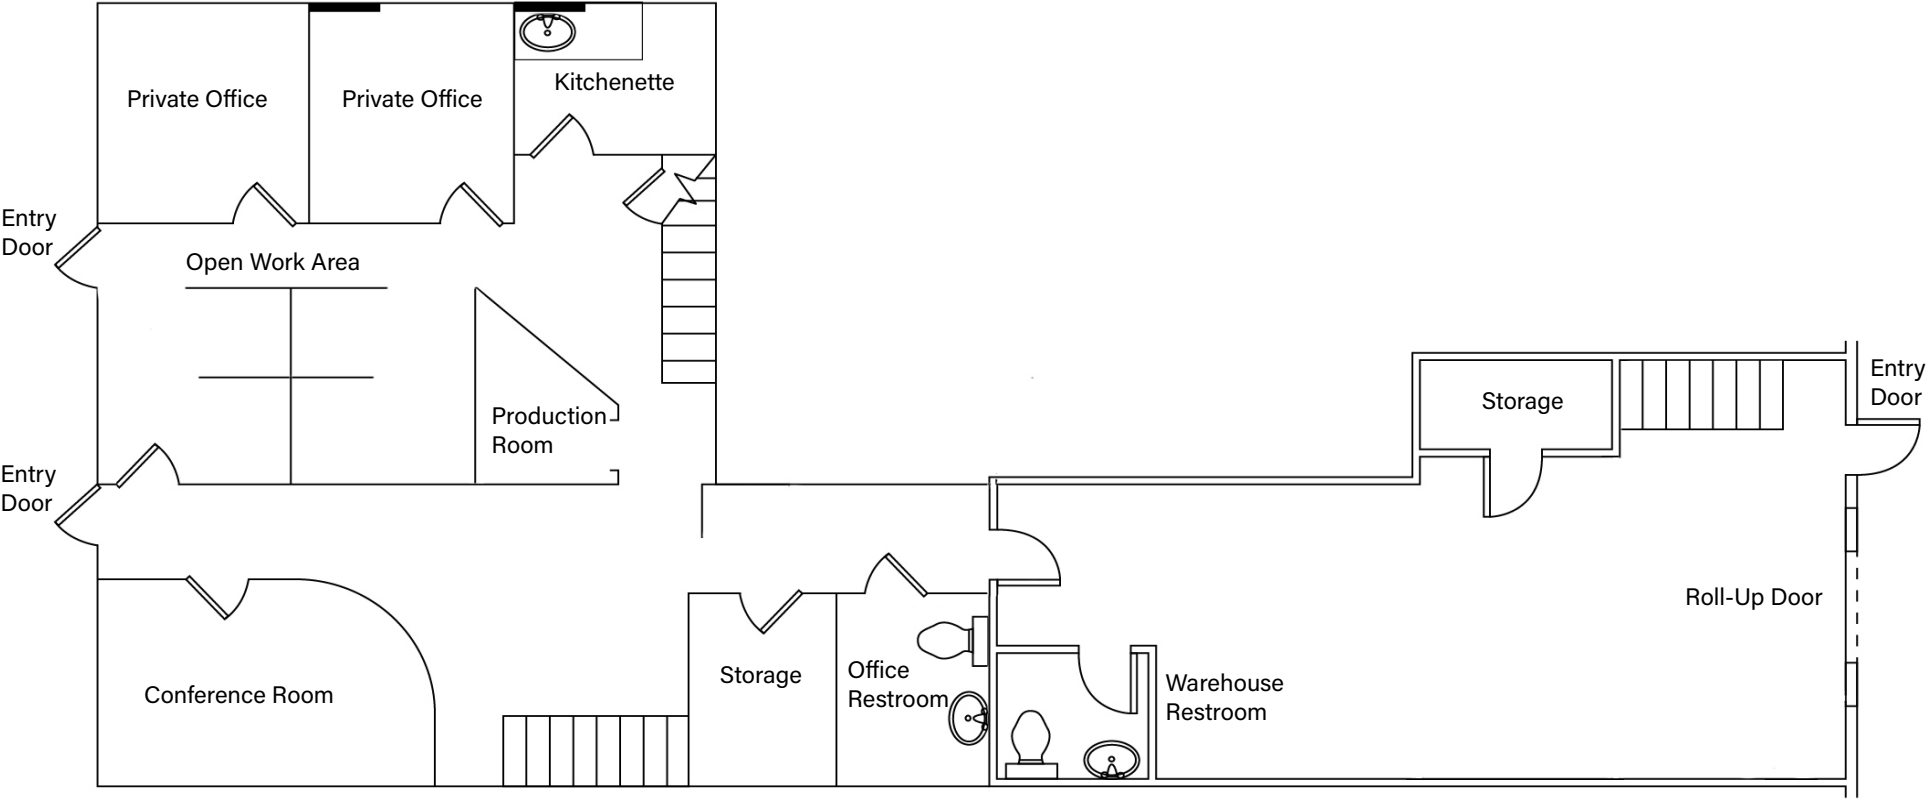 Private Office
Private Office
Kitchenette
Entry
Door
Open Work Area
Production
Room
Entry
Door
Conference Room
Storage
Office
Restroom
Warehouse
Restroom
Storage
Entry
Door
Roll-Up Door